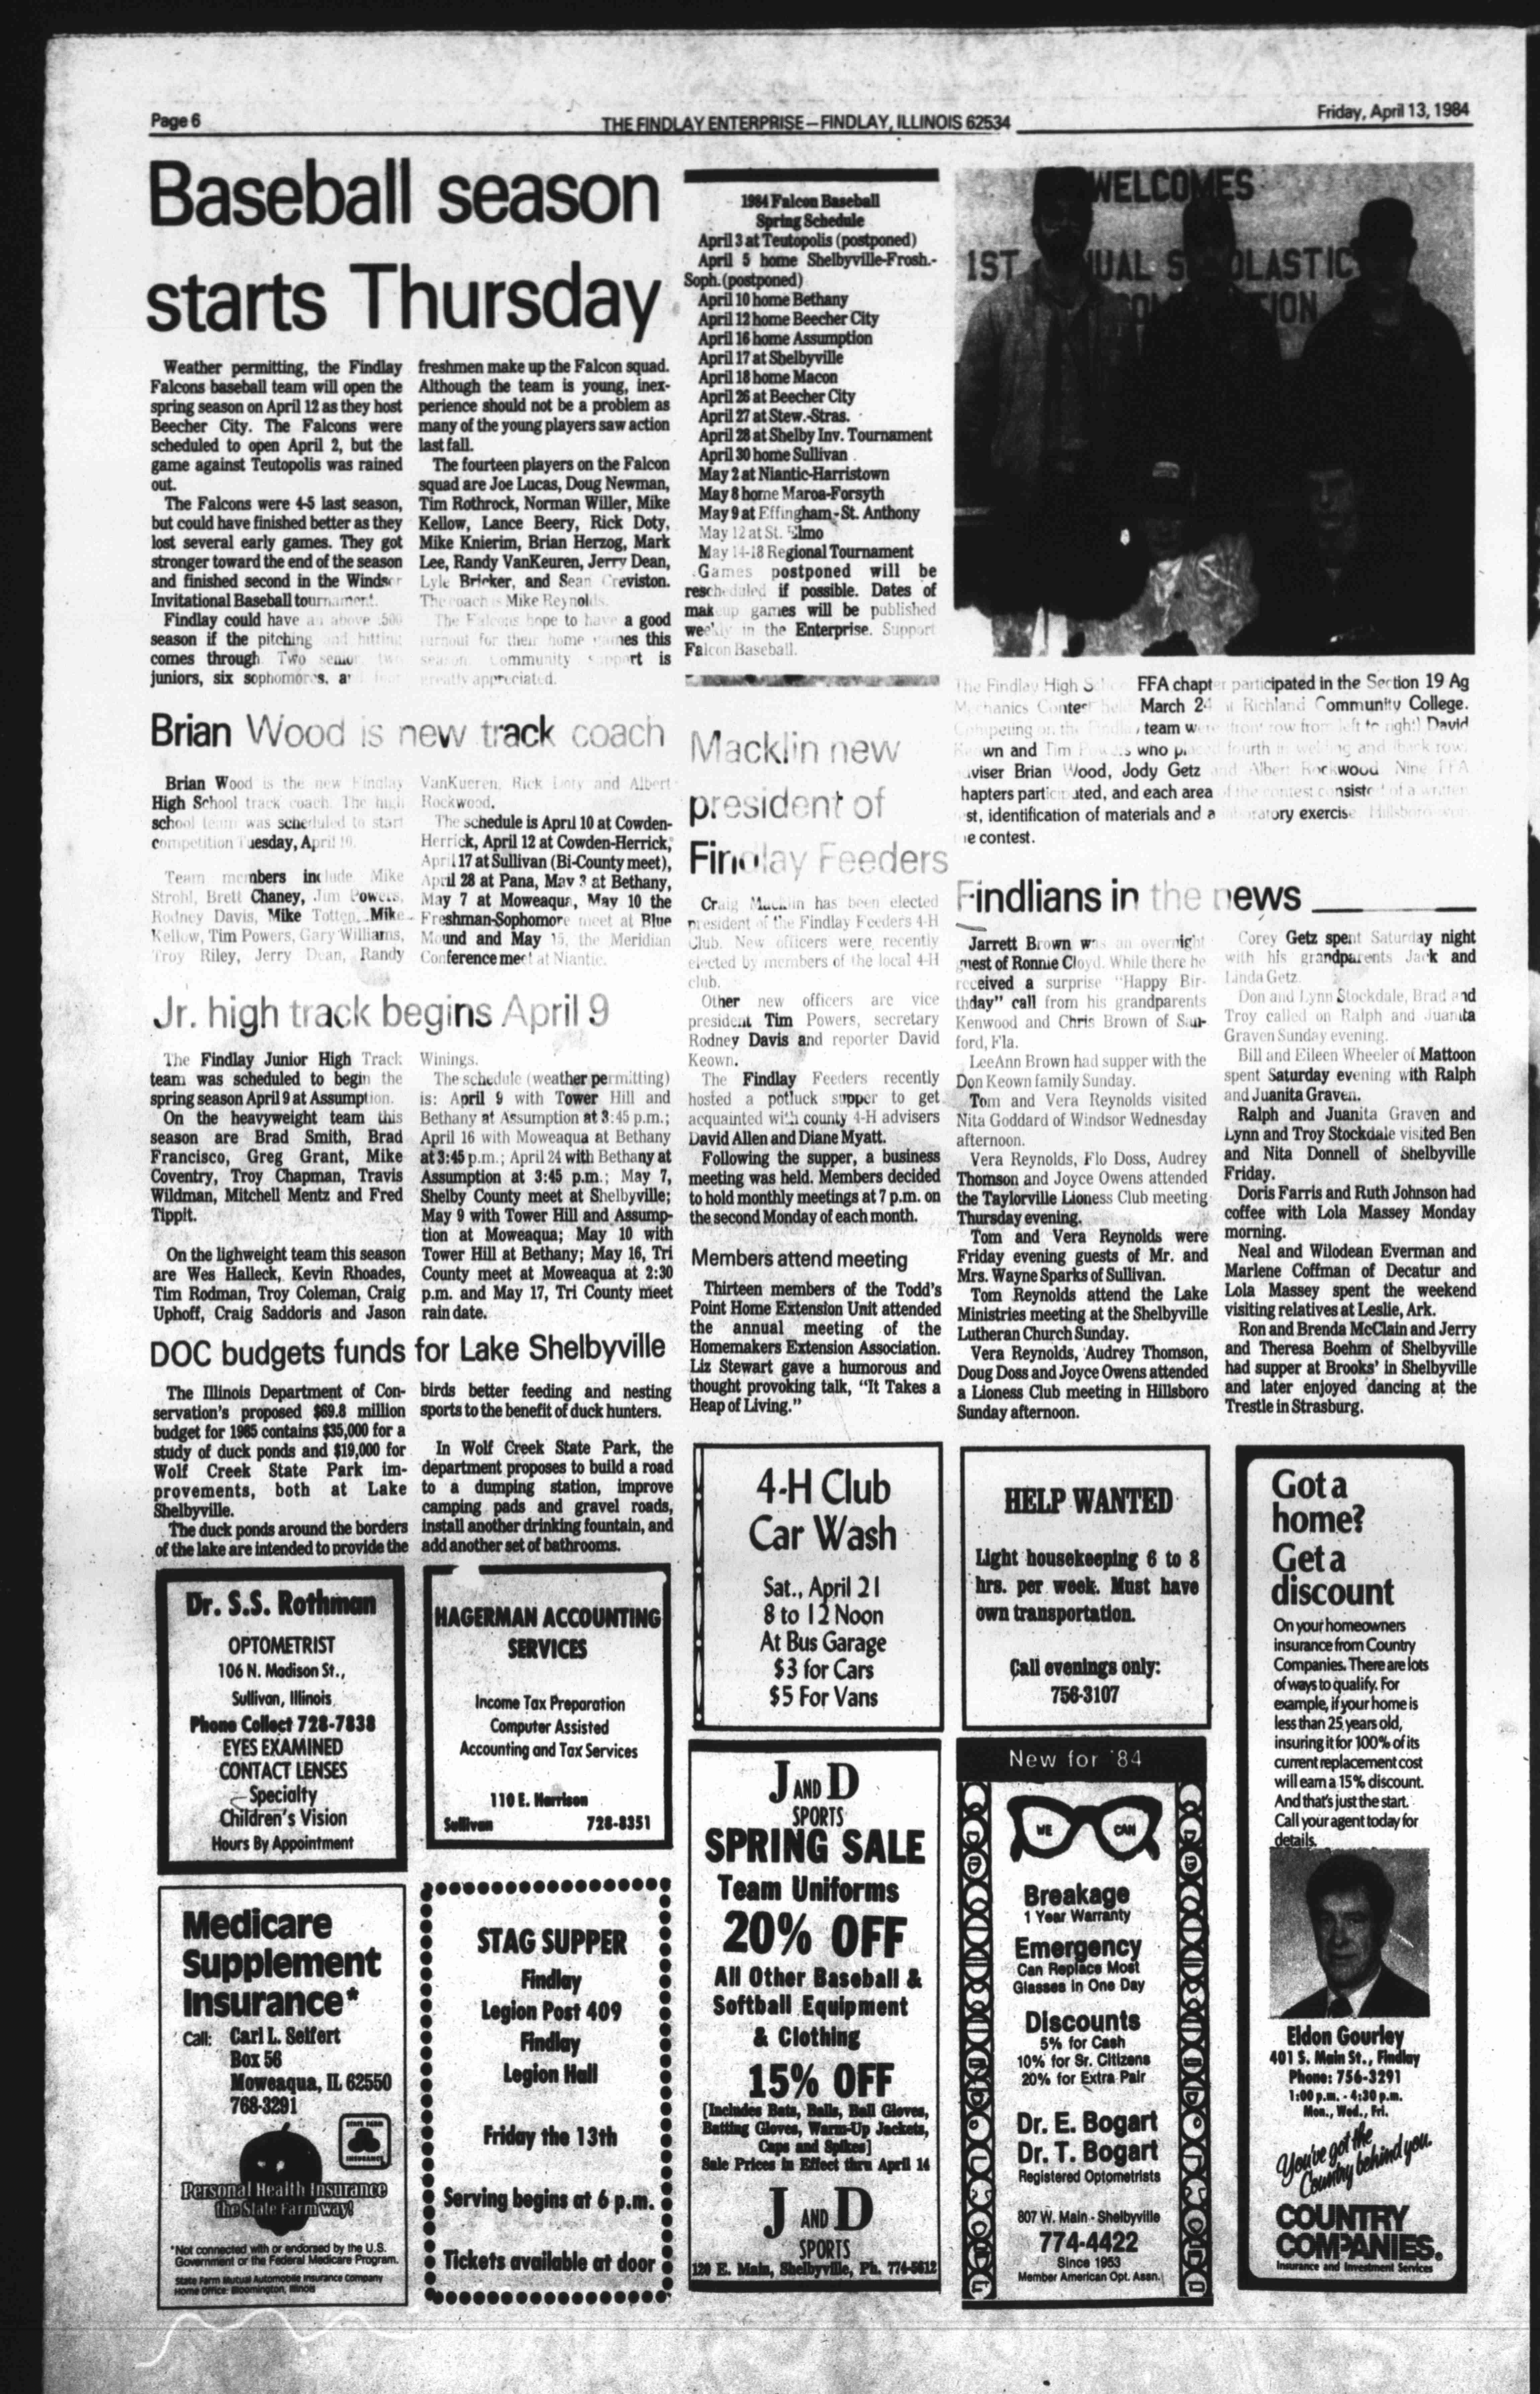 Page 6
THE FINDLAY ENTERPRISE—FINDLAY, ILLINOIS 62534
Friday, April 13, 1984
Baseball season
starts Thursday
Weather permitting, the Findlay
Falcons baseball team will open the
spring season on April 12 as they host
Beecher City. The Falcons were
scheduled to open April 2, but the
game against Teutopolis was rained
out.
The Falcons were 4-5 last season,
but could have finished better as they
lost several early games. They got
stronger toward the end of the season
and finished second in the Windsor
Invitational Baseball tournament.
Findlay could have an above .500
season if the pitching and hitting
comes through. Two senior, two
juniors, six sophomores, a four
freshmen make up the Falcon squad.
Although the team is young, inex-
perience should not be a problem as
many of the young players saw action
last fall.
The fourteen players on the Falcon
squad are Joe Lucas, Doug Newman,
Tim Rothrock, Norman Willer, Mike
Kellow, Lance Beery, Rick Doty,
Mike Knierim, Brian Herzog, Mark
Lee, Randy VanKeuren, Jerry Dean,
Lyle Bricker, and Sean Creviston.
The coach is Mike Reynolds.
The Falcons hope to have a good
turnout for their home games this
season. Community support is
greatly appreciated.
1984 Falcon Baseball
Spring Schedule
April 3 at Teutopolis (postponed)
April 5 home Shelbyville-Frosh.-
Soph. (postponed)
April 10 home Bethany
April 12 home Beecher City
April 16 home Assumption
April 17 at Shelbyville
April 18 home Macon
April 26 at Beecher City
April 27 at Stew.-Stras.
April 28 at Shelby Inv. Tournament
April 30 home Sullivan
May 2 at Niantic-Harristown
May 8 home Maroa-Forsyth
May 9 at Effingham-St. Anthony
May 12 at St. Elmo
May 14-18 Regional Tournament
Games postponed will be
rescheduled if possible. Dates of
makeup games will be published
weekly in the Enterprise. Support
Falcon Baseball.
WELCOMES
1ST UAL S OLASTIC
ION
The Findlay High School FFA chapter participated in the Section 19 Ag
Mechanics Contest held March 24 at Richland Community College.
Competing on the Findlay team were (front row from left to right) David
Keown and Tim Powers who placed fourth in welding and (back row)
viser Brian Wood, Jody Getz and Albert Rockwood. Nine FFA
hapters participated, and each area of the contest consisted of a written
st, identification of materials and a laboratory exercise. Hillsboro won
e contest.
Brian Wood is new track coach
Brian Wood is the new Findlay
High School track coach. The high
school team was scheduled to start
competition Tuesday, April 10.
Team members include Mike
Strohl, Brett Chaney, Jim Powers,
Rodney Davis, Mike Totten, Mike
Kellow, Tim Powers, Gary Williams,
Troy Riley, Jerry Dean, Randy
VanKueren, Rick Doty and Albert
Rockwood.
The schedule is April 10 at Cowden-
Herrick, April 12 at Cowden-Herrick,
April 17 at Sullivan (Bi-County meet),
April 28 at Pana, May 3 at Bethany,
May 7 at Moweaqua, May 10 the
Freshman-Sophomore meet at Blue
Mound and May 15, the Meridian
Conference meet at Niantic.
Macklin new
president of
Findlay Feeders
Craig Macklin has been elected
president of the Findlay Feeders 4-H
Club. New officers were recently
elected by members of the local 4-H
club.
Other new officers are vice
president Tim Powers, secretary
Rodney Davis and reporter David
Keown.
The Findlay Feeders recently
hosted a potluck supper to get
acquainted with county 4-H advisers
David Allen and Diane Myatt.
Following the supper, a business
meeting was held. Members decided
to hold monthly meetings at 7 p.m. on
the second Monday of each month.
Jr. high track begins April 9
The Findlay Junior High Track
team was scheduled to begin the
spring season April 9 at Assumption.
On the heavyweight team this
season are Brad Smith, Brad
Francisco, Greg Grant, Mike
Coventry, Troy Chapman, Travis
Wildman, Mitchell Mentz and Fred
Tippit.
On the lighweight team this season
are Wes Halleck, Kevin Rhoades,
Tim Rodman, Troy Coleman, Craig
Uphoff, Craig Saddoris and Jason
Winings.
The schedule (weather permitting)
is: April 9 with Tower Hill and
Bethany at Assumption at 3:45 p.m.;
April 16 with Moweaqua at Bethany
at 3:45 p.m.; April 24 with Bethany at
Assumption at 3:45 p.m.; May 7,
Shelby County meet at Shelbyville;
May 9 with Tower Hill and Assump-
tion at Moweaqua; May 10 with
Tower Hill at Bethany; May 16, Tri
County meet at Moweaqua at 2:30
p.m. and May 17, Tri County meet
rain date.
Members attend meeting
Thirteen members of the Todd's
Point Home Extension Unit attended
the annual meeting of the
Homemakers Extension Association.
Liz Stewart gave a humorous and
thought provoking talk, "It Takes a
Heap of Living."
Findlians in the news
Jarrett Brown was an overnight
guest of Ronnie Cloyd. While there he
received a surprise "Happy Bir-
thday" call from his grandparents
Kenwood and Chris Brown of San-
ford, Fla.
LeeAnn Brown had supper with the
Don Keown family Sunday.
Tom and Vera Reynolds visited
Nita Goddard of Windsor Wednesday
afternoon.
Vera Reynolds, Flo Doss, Audrey
Thomson and Joyce Owens attended
the Taylorville Lioness Club meeting
Thursday evening.
Tom and Vera Reynolds were
Friday evening guests of Mr. and
Mrs. Wayne Sparks of Sullivan.
Tom Reynolds attend the Lake
Ministries meeting at the Shelbyville
Lutheran Church Sunday.
Vera Reynolds, Audrey Thomson,
Doug Doss and Joyce Owens attended
a Lioness Club meeting in Hillsboro
Sunday afternoon.
Corey Getz spent Saturday night
with his grandparents Jack and
Linda Getz.
Don and Lynn Stockdale, Brad and
Troy called on Ralph and Juanita
Graven Sunday evening.
Bill and Eileen Wheeler of Mattoon
spent Saturday evening with Ralph
and Juanita Graven.
Ralph and Juanita Graven and
Lynn and Troy Stockdale visited Ben
and Nita Donnell of Shelbyville
Friday.
Doris Farris and Ruth Johnson had
coffee with Lola Massey Monday
morning.
Neal and Wilodean Everman and
Marlene Coffman of Decatur and
Lola Massey spent the weekend
visiting relatives at Leslie, Ark.
Ron and Brenda McClain and Jerry
and Theresa Boehm of Shelbyville
had supper at Brooks' in Shelbyville
and later enjoyed dancing at the
Trestle in Strasburg.
DOC budgets funds for Lake Shelbyville
The Illinois Department of Con-
servation's proposed $69.8 million
budget for 1985 contains $35,000 for a
study of duck ponds and $19,000 for
Wolf Creek State Park im-
provements, both at Lake
Shelbyville.
The duck ponds around the borders
of the lake are intended to provide the
birds better feeding and nesting
sports to the benefit of duck hunters.
In Wolf Creek State Park, the
department proposes to build a road
to a dumping station, improve
camping pads and gravel roads,
install another drinking fountain, and
add another set of bathrooms.
Dr. S.S. Rothman
OPTOMETRIST
106 N. Madison St.,
Sullivan, Illinois
Phone Collect 728-7838
EYES EXAMINED
CONTACT LENSES
Specialty
Children's Vision
Hours By Appointment
HAGERMAN ACCOUNTING
SERVICES
Income Tax Preparation
Computer Assisted
Accounting and Tax Services
110 E. Harrison
Sullivan 728-8351
4-H Club
Car Wash
Sat., April 21
8 to 12 Noon
At Bus Garage
$3 for Cars
$5 For Vans
HELP WANTED
Light housekeeping 6 to 8
hrs. per week. Must have
own transportation.
Call evenings only:
756-3107
Got a
home?
Get a
discount
On your homeowners
insurance from Country
Companies. There are lots
of ways to qualify. For
example, if your home is
less than 25 years old,
insuring it for 100% of its
current replacement cost
will earn a 15% discount.
And that's just the start.
Call your agent today for
details.
Eldon Gourley
401 S. Main St., Findlay
Phone: 756-3291
1:00 p.m. - 4:30 p.m.
Mon., Wed., Fri.
You've got the
Country behind you.
COUNTRY
COMPANIES.
Insurance and Investment Services
Medicare
Supplement
Insurance*
Call: Carl L. Seifert
Box 56
Moweaqua, IL 62550
768-3291
STATE FARM
INSURANCE
Personal Health Insurance
the State Farm way!
*Not connected with or endorsed by the U.S.
Government or the Federal Medicare Program.
State Farm Mutual Automobile Insurance Company
Home Office: Bloomington, Illinois
STAG SUPPER
Findlay
Legion Post 409
Findlay
Legion Hall
Friday the 13th
Serving begins at 6 p.m.
Tickets available at door
J AND D
SPORTS
SPRING SALE
Team Uniforms
20% OFF
All Other Baseball &
Softball Equipment
& Clothing
15% OFF
[Includes Bats, Balls, Ball Gloves,
Batting Gloves, Warm-Up Jackets,
Caps and Spikes]
Sale Prices in Effect thru April 14
J AND D
SPORTS
120 E. Main, Shelbyville, Ph. 774-5612
New for '84
WE CAN
Breakage
1 Year Warranty
Emergency
Can Replace Most
Glasses in One Day
Discounts
5% for Cash
10% for Sr. Citizens
20% for Extra Pair
Dr. E. Bogart
Dr. T. Bogart
Registered Optometrists
807 W. Main - Shelbyville
774-4422
Since 1953
Member American Opt. Assn.